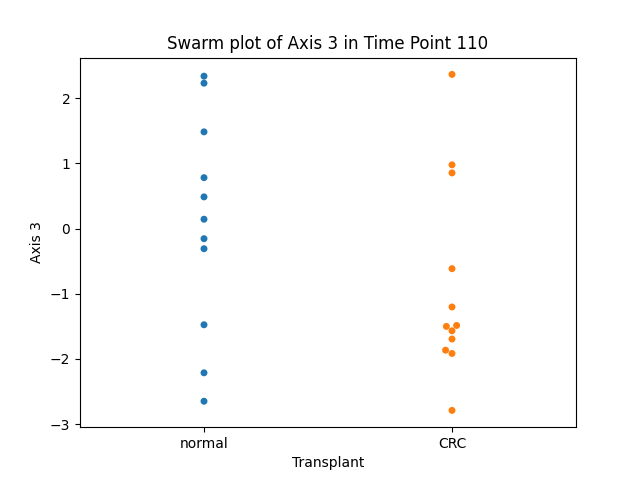 Swarm plot of Axis 3 in Time Point 110
2
1
0
−1
−2
−3
Axis 3
normal CRC
Transplant